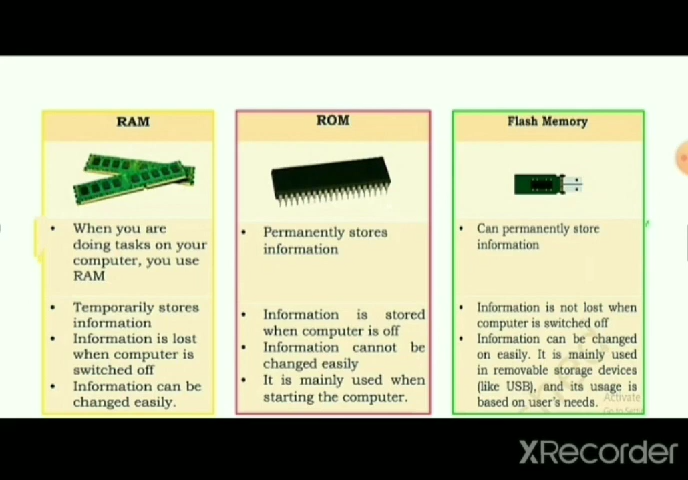 RAM
• When you are
doing tasks on your
computer, you use
RAM
• Temporarily stores
information
• Information is lost
when computer is
switched off
• Information can be
changed easily.
ROM
• Permanently stores
information
• Information is stored
when computer is off
• Information cannot be
changed easily
• It is mainly used when
starting the computer.
Flash Memory
• Can permanently store
information
• Information is not lost when
computer is switched off
• Information can be changed
on easily. It is mainly used
in removable storage devices
(like USB), and its usage is
based on user's needs.
Activate
XRecorder